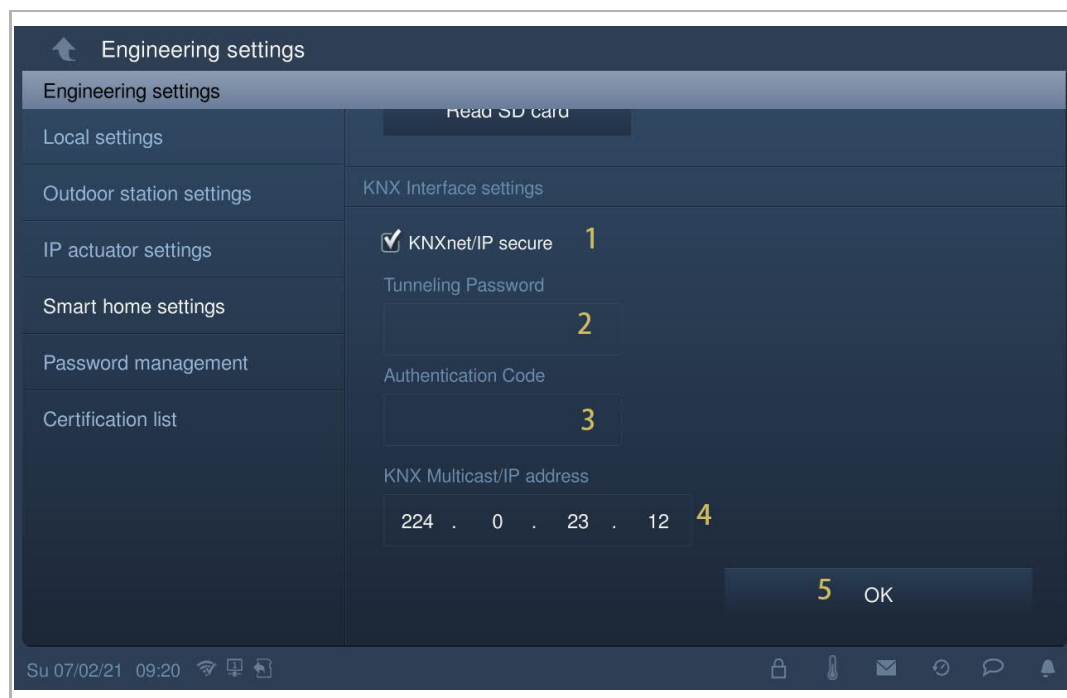 Engineering settings
Engineering settings
Read SD card
Local settings
Outdoor station settings
KNX Interface settings
IP actuator settings
KNXnet/IP secure 1
Tunneling Password
Smart home settings
2
Password management
Authentication Code
Certification list
3
KNX Multicast/IP address
224 . 0 . 23 . 12 4
5 OK
Su 07/02/21 09:20